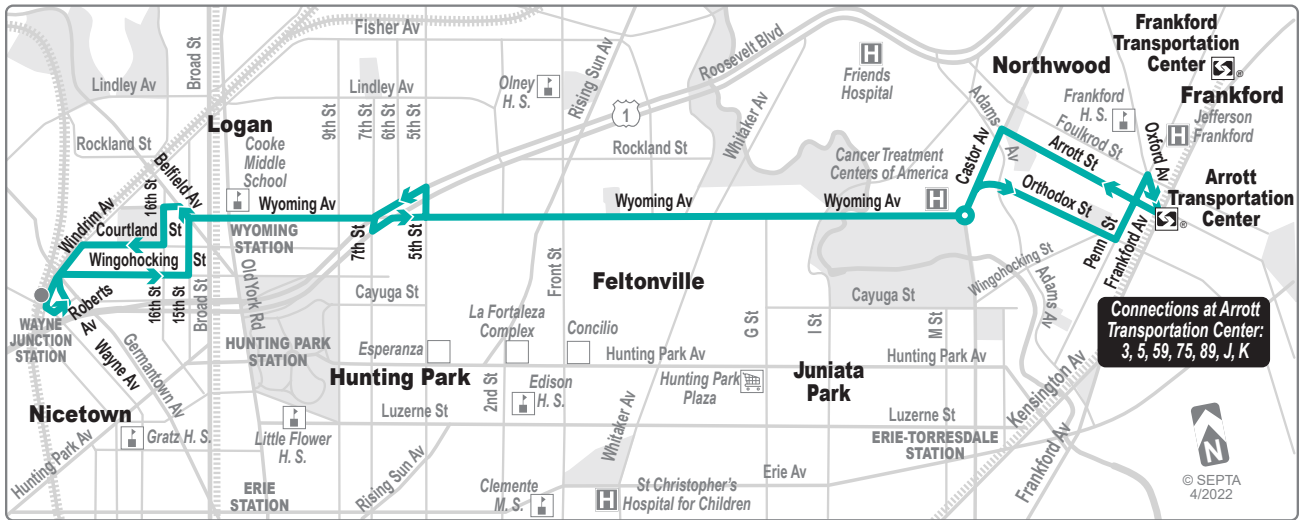 Fisher Av
Frankford
Transportation
Center
®
Broad St
Lindley Av
Lindley Av
Olney
H. S.
Rising Sun Av
Roosevelt Blvd
1
H
Friends
Hospital
Northwood
Frankford
H. S.
Frankford
Jefferson
Frankford
H
9th St
7th St
6th St
5th St
Logan
Cooke
Middle
School
Rockland St
Rockland St
Whitaker Av
Adams
Av
Foulkrod St
Oxford Av
Arrott St
Belfield Av
16th St
Windrim Av
Cancer Treatment
Centers of America
H
Castor Av
Orthodox St
Arrott
Transportation
Center
®
Wyoming Av
Wyoming Av
Wyoming Av
Courtland
St
WYOMING
STATION
7th St
5th St
Wingohocking
St
Penn St
Frankford Av
Wingohocking St
Adams Av
Roberts
Av
16th St
15th St
Broad St
Old York Rd
Front St
Feltonville
Cayuga St
Cayuga St
WAYNE
JUNCTION
STATION
Wayne Av
Germantown Av
HUNTING PARK
STATION
La Fortaleza
Complex
Concilio
Esperanza
G St
I St
M St
Connections at Arrott
Transportation Center:
3, 5, 59, 75, 89, J, K
Hunting Park Av
Hunting Park Av
Hunting Park
2nd St
Edison
H. S.
Hunting Park
Plaza
Juniata
Park
Kensington Av
Nicetown
Gratz H. S.
Little Flower
H. S.
Luzerne St
Luzerne St
Whitaker Av
ERIE-TORRESDALE
STATION
Hunting Park Av
ERIE
STATION
Rising Sun Av
Clemente
M. S.
H
St Christopher's
Hospital for Children
Erie Av
Frankford Av
N
© SEPTA
4/2022